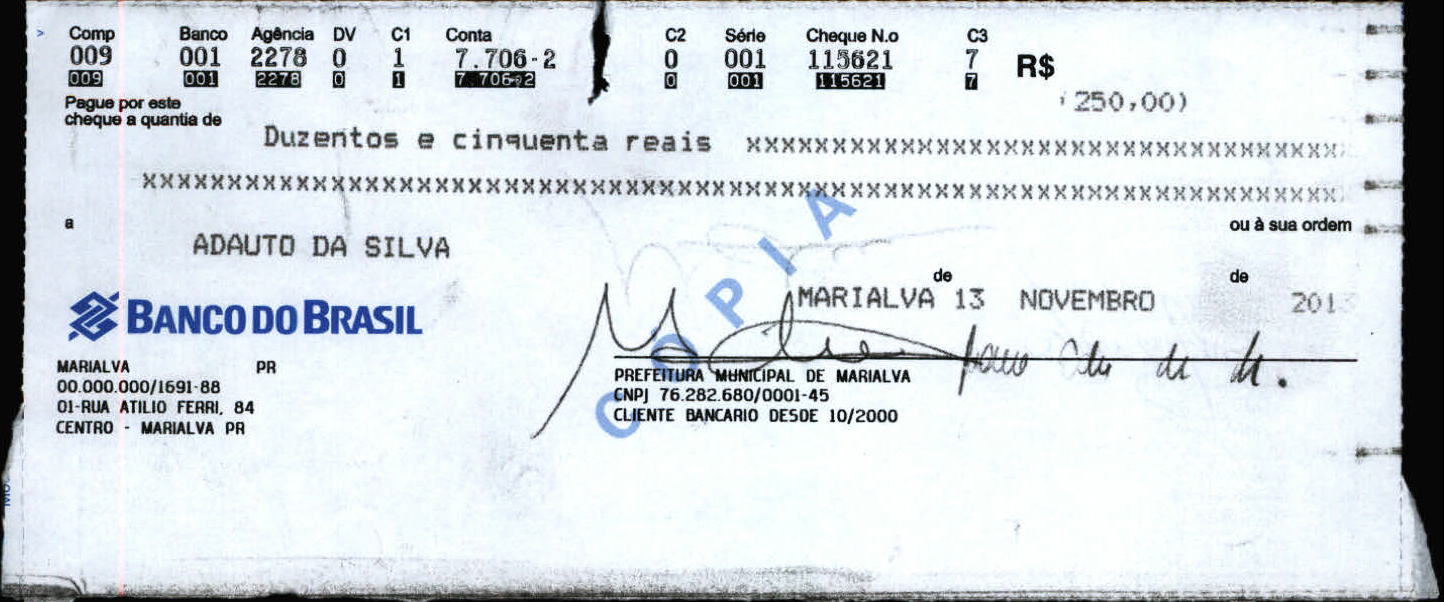 Comp Banco Agência DV C1 Conta C2 Série Cheque N.o C3
009 001 2278 0 1 7.706-2 0 001 115621 7 R$
009 001 2278 0 1 7.706-2 0 001 115621 7
250,00)
Pague por este
cheque a quantia de
Duzentos e cinquenta reais xxxxxxxxxxxxxxxxxxxxxxxxxxxxxxxxxxxxxxxxxx
xxxxxxxxxxxxxxxxxxxxxxxxxxxxxxxxxxxxxxxxxxxxxxxxxxxxxxxxxxxxxxxxxxxxxxxxxxxxxxxxxxxx
a ou à sua ordem
ADAUTO DA SILVA
COPIA
de de
MARIALVA 13 NOVEMBRO 2013
BANCO DO BRASIL
MARIALVA PR
00.000.000/1691-88
01-RUA ATILIO FERRI, 84
CENTRO - MARIALVA PR
PREFEITURA MUNICIPAL DE MARIALVA
CNPJ 76.282.680/0001-45
CLIENTE BANCARIO DESDE 10/2000